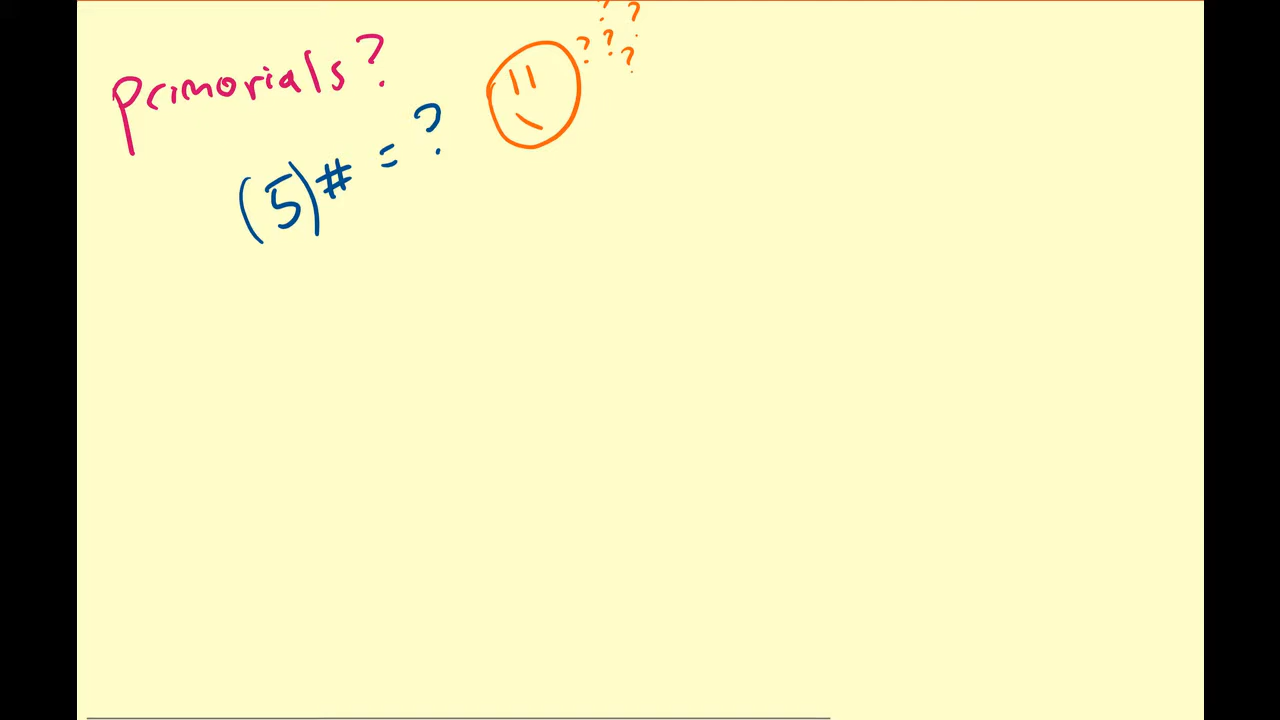 primorials?
(5)# = ?
? ? ? ? ?